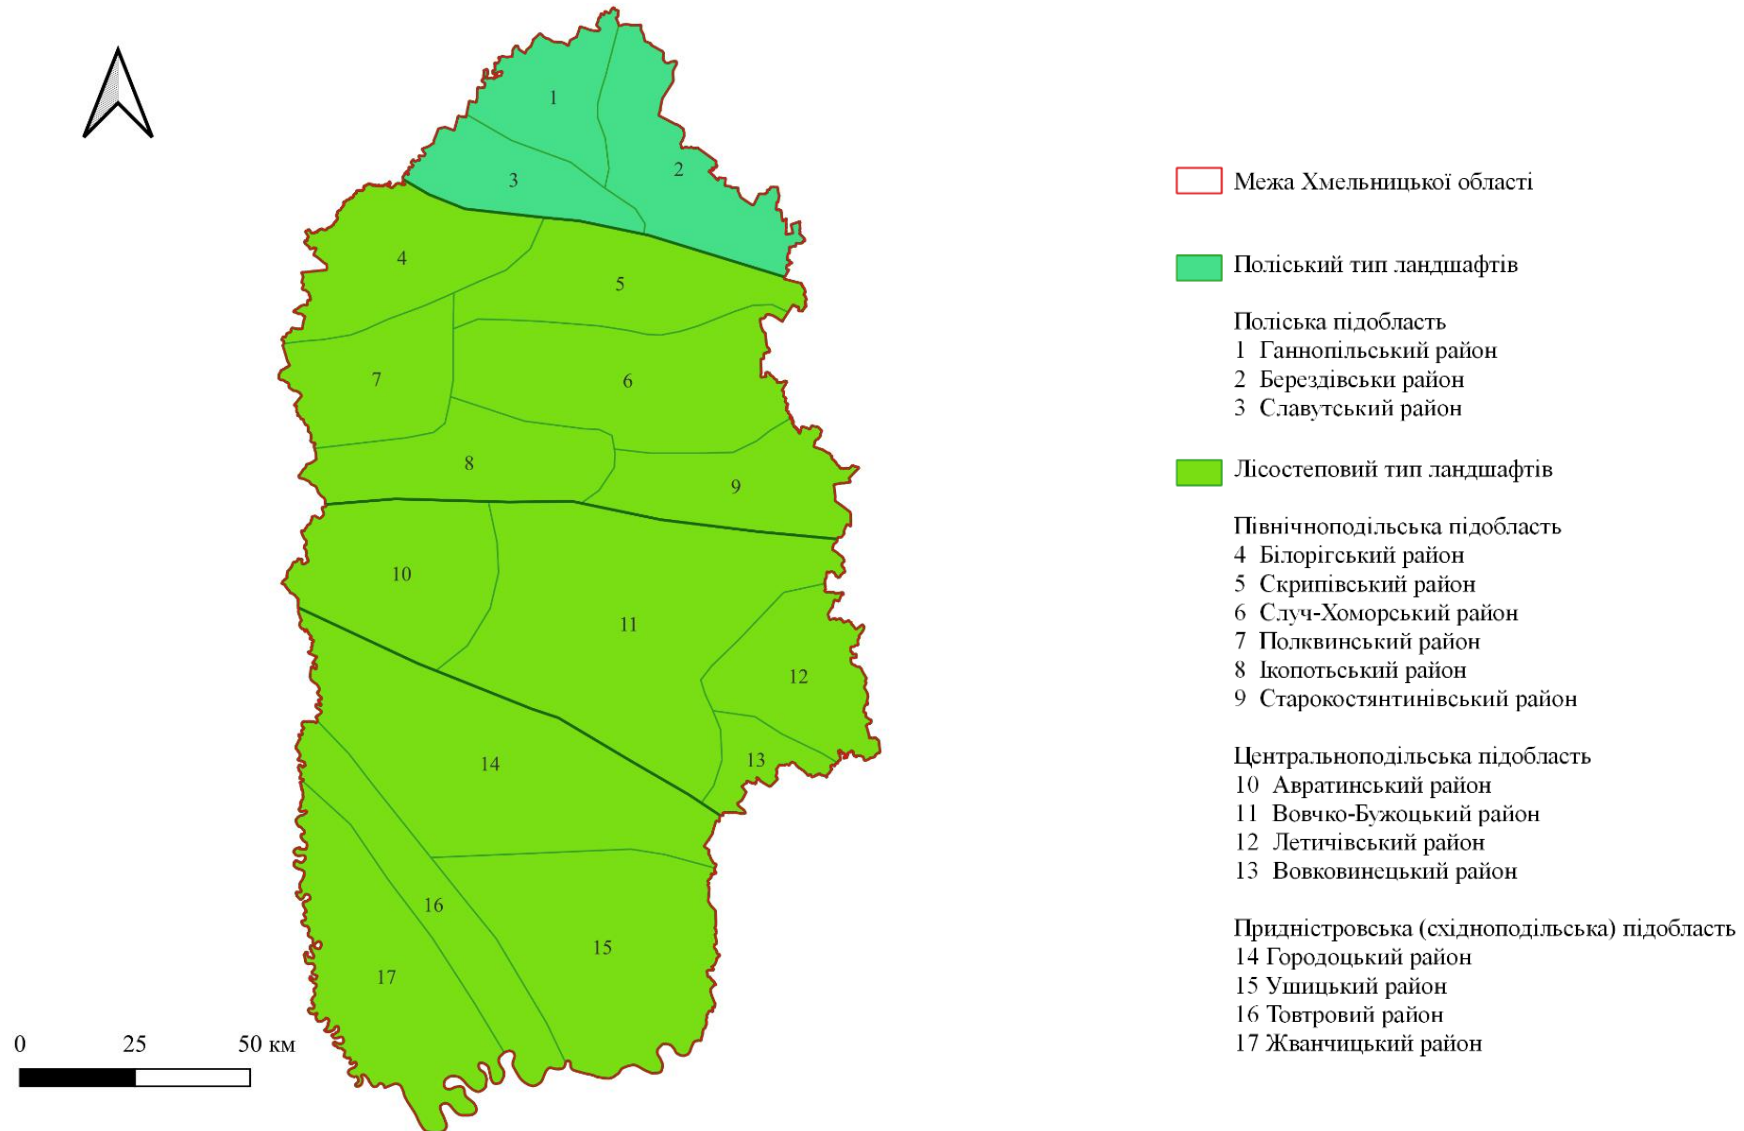 1
2
3
4
5
6
7
8
9
10
11
12
13
14
15
16
17
0 25 50 км
Межа Хмельницької області
Поліський тип ландшафтів
Поліська підобласть
1 Ганнопільський район
2 Берездівськи район
3 Славутський район
Лісостеповий тип ландшафтів
Північноподільська підобласть
4 Білорігський район
5 Скрипівський район
6 Случ-Хоморський район
7 Полквинський район
8 Ікопотьський район
9 Старокостянтинівський район
Центральноподільська підобласть
10 Авратинський район
11 Вовчко-Бужоцький район
12 Летичівський район
13 Вовковинецький район
Придністровська (східноподільська) підобласть
14 Городоцький район
15 Ушицький район
16 Товтровий район
17 Жванчицький район